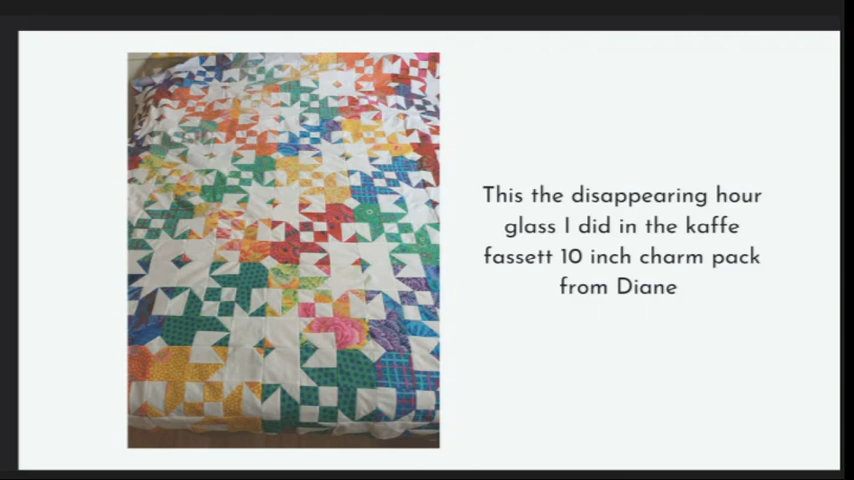 This the disappearing hour
glass I did in the kaffe
fassett 10 inch charm pack
from Diane